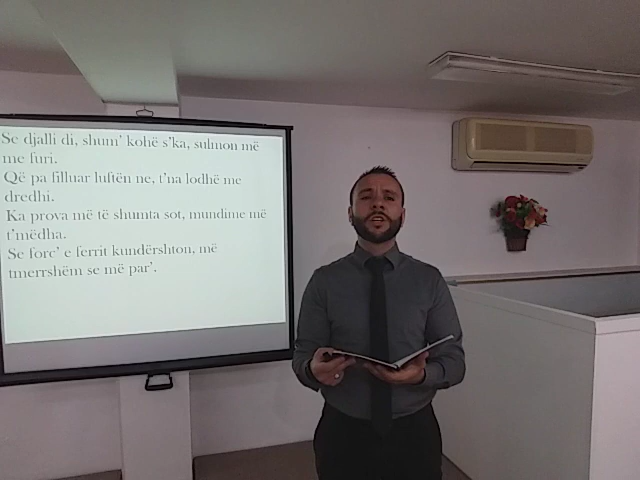 Se djalli di, shum' kohë s'ka, sulmon më
me furi.
Që pa filluar luftën ne, t'na lodhë me
dredhi.
Ka prova më të shumta sot, mundime më
t'mëdha.
Se forc' e ferrit kundërshton, më
tmerrshëm se më par'.